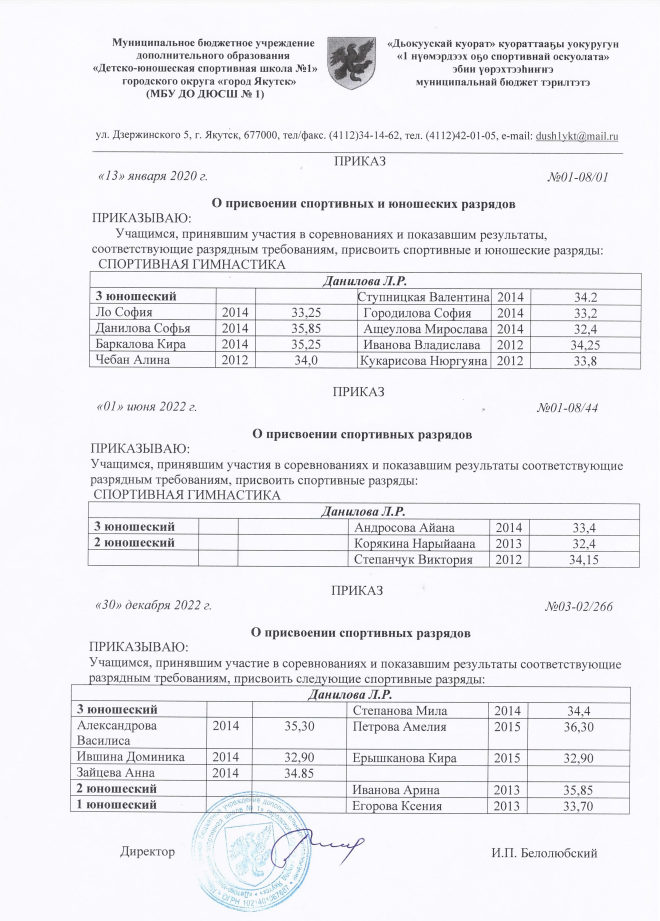 Муниципальное бюджетное учреждение
дополнительного образования
«Детско-юношеская спортивная школа №1»
городского округа «город Якутск»
(МБУ ДО ДЮСШ № 1)
«Дьокуускай куорат» куораттааҕы уокуругун
«1 нүөмэрдээх оҕо спортивнай оскуолата»
эбии үөрэхтээһиҥҥэ
муниципальнай бюджет тэрилтэтэ
ул. Дзержинского 5, г. Якутск, 677000, тел/факс. (4112)34-14-62, тел. (4112)42-01-05, e-mail: dush1ykt@mail.ru
ПРИКАЗ
«13» января 2020 г. №01-08/01
О присвоении спортивных и юношеских разрядов
ПРИКАЗЫВАЮ:
Учащимся, принявшим участия в соревнованиях и показавшим результаты,
соответствующие разрядным требованиям, присвоить спортивные и юношеские разряды:
СПОРТИВНАЯ ГИМНАСТИКА
Данилова Л.Р.
3 юношеский Ступницкая Валентина 2014 34.2
Ло София 2014 33,25 Городилова София 2014 33,2
Данилова Софья 2014 35,85 Ащеулова Мирослава 2014 32,4
Баркалова Кира 2014 35,25 Иванова Владислава 2012 34,25
Чебан Алина 2012 34,0 Кукарисова Нюргуяна 2012 33,8
ПРИКАЗ
«01» июня 2022 г. №01-08/44
О присвоении спортивных разрядов
ПРИКАЗЫВАЮ:
Учащимся, принявшим участия в соревнованиях и показавшим результаты соответствующие
разрядным требованиям, присвоить спортивные разряды:
СПОРТИВНАЯ ГИМНАСТИКА
Данилова Л.Р.
3 юношеский Андросова Айана 2014 33,4
2 юношеский Корякина Нарыйаана 2013 32,4
Степанчук Виктория 2012 34,15
ПРИКАЗ
«30» декабря 2022 г. №03-02/266
О присвоении спортивных разрядов
ПРИКАЗЫВАЮ:
Учащимся, принявшим участие в соревнованиях и показавшим результаты соответствующие
разрядным требованиям, присвоить следующие спортивные разряды:
Данилова Л.Р.
3 юношеский Степанова Мила 2014 34,4
Александрова 2014 35,30 Петрова Амелия 2015 36,30
Василиса
Ившина Доминика 2014 32,90 Ерышканова Кира 2015 32,90
Зайцева Анна 2014 34.85
2 юношеский Иванова Арина 2013 35,85
1 юношеский Егорова Ксения 2013 33,70
Директор И.П. Белолюбский